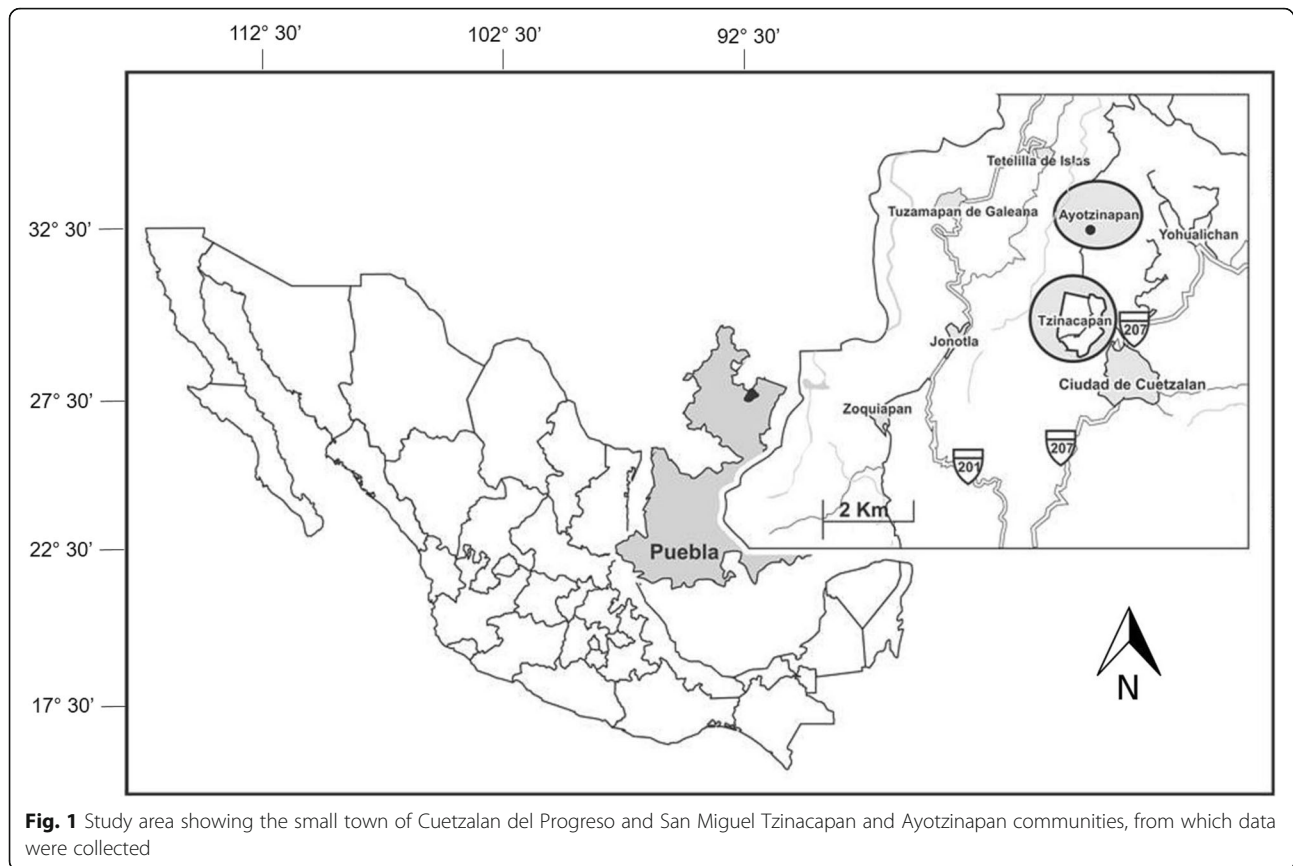 112° 30’
102° 30’
92° 30’
32° 30’
27° 30’
22° 30’
17° 30’
Tetelilla de Islas
Tuzamapan de Galeana
Ayotzinapan
Yohualichan
Tzinacapan
207
Jonotla
Ciudad de Cuetzalan
Zoquiapan
207
201
2 Km
Puebla
N
Fig. 1 Study area showing the small town of Cuetzalan del Progreso and San Miguel Tzinacapan and Ayotzinapan communities, from which data
were collected